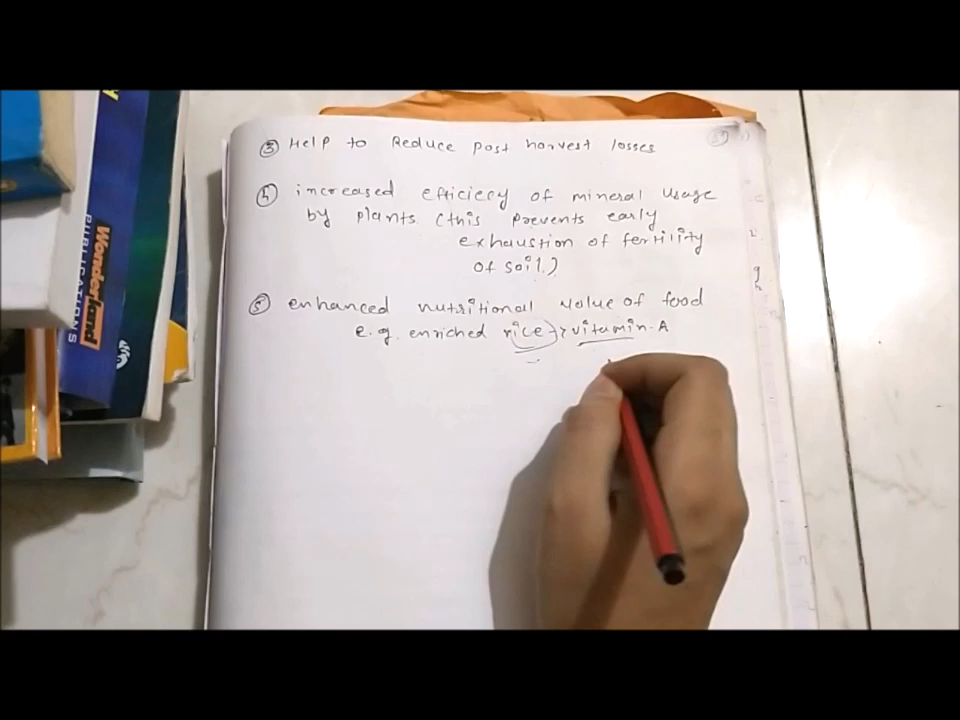 ③ Help to Reduce post harvest losses
④ increased efficiecy of mineral usage
by plants (this prevents early
exhaustion of fertility
of soil.)
⑤ enhanced nutritional value of food
e.g. enriched rice → vitamin-A
Wonderland
PUBLICATIONS